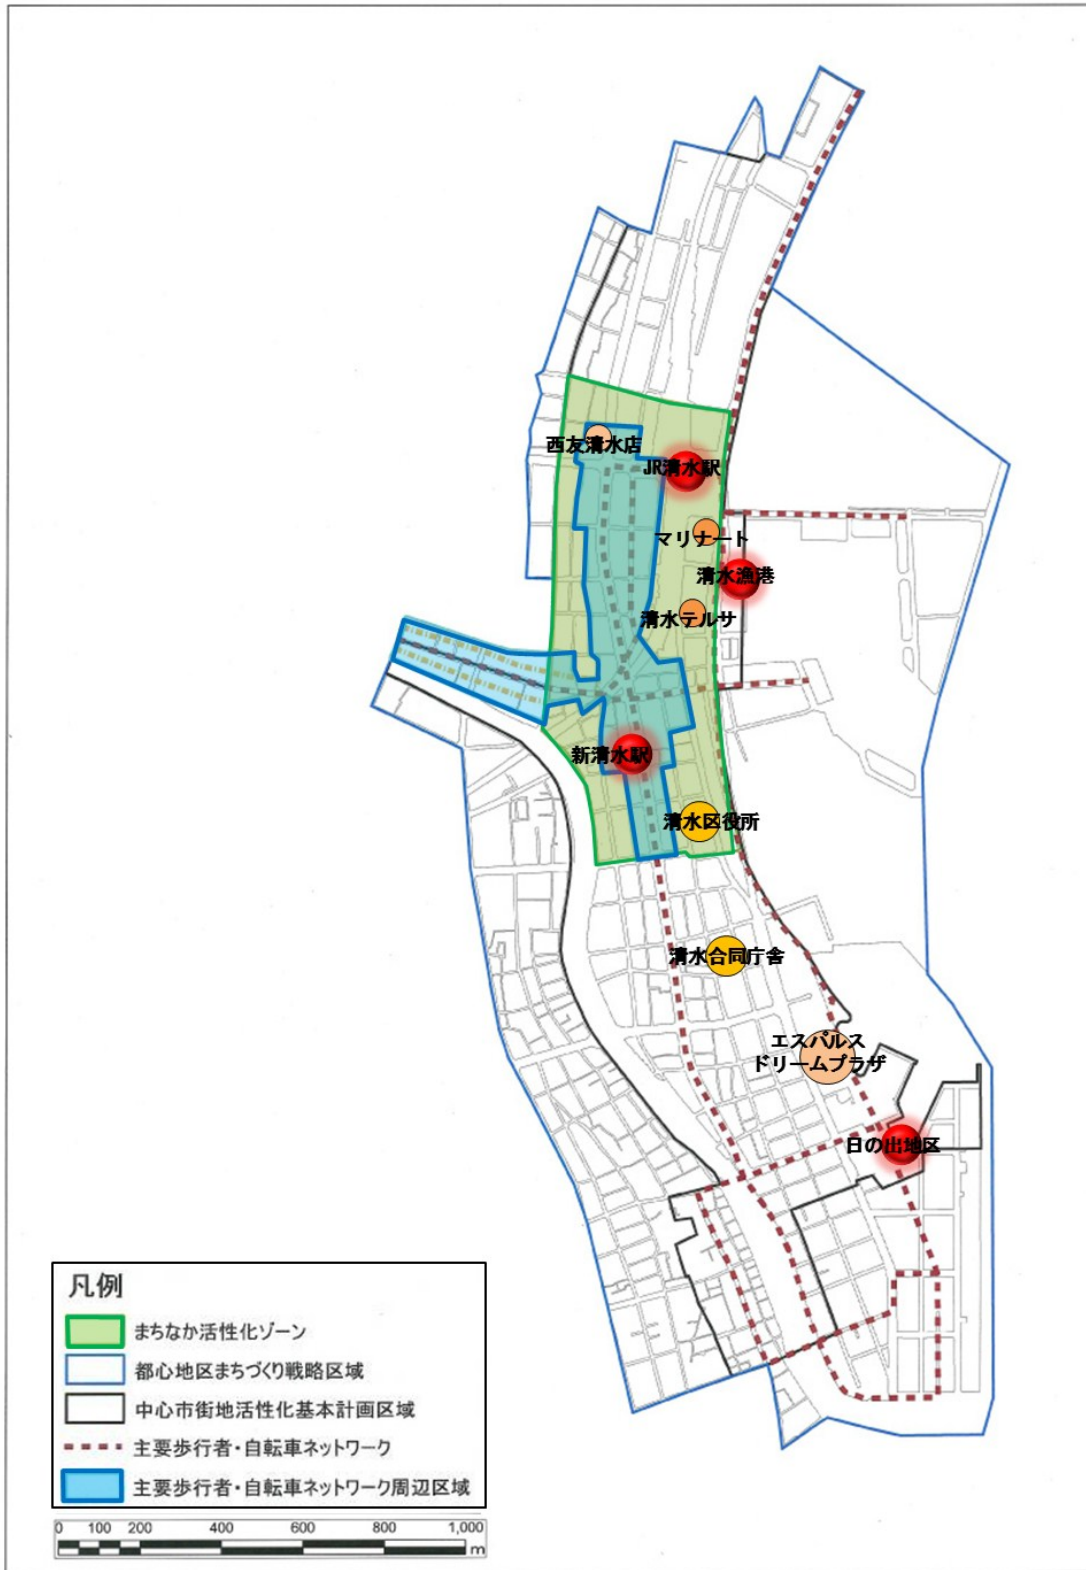 西友清水店
JR清水駅
マリナート
清水漁港
清水テルサ
新清水駅
清水区役所
清水合同庁舎
エスパルス
ドリームプラザ
日の出地区
凡例
まちなか活性化ゾーン
都心地区まちづくり戦略区域
中心市街地活性化基本計画区域
主要歩行者・自転車ネットワーク
主要歩行者・自転車ネットワーク周辺区域
0 100 200 400 600 800 1,000
m